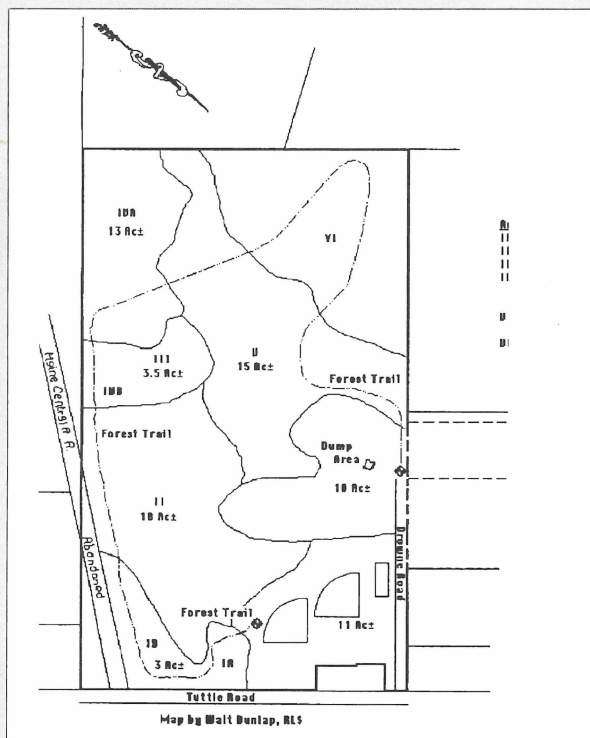 IVA
13 Ac±
VI
III
3.5 Ac±
V
15 Ac±
IVB
Forest Trail
Forest Trail
Dump
Area
10 Ac±
II
18 Ac±
Maine Central R.R.
Abandoned
Drowne Road
Forest Trail
11 Ac±
IB
3 Ac±
IA
Tuttle Road
Map by Walt Dunlap, RLS